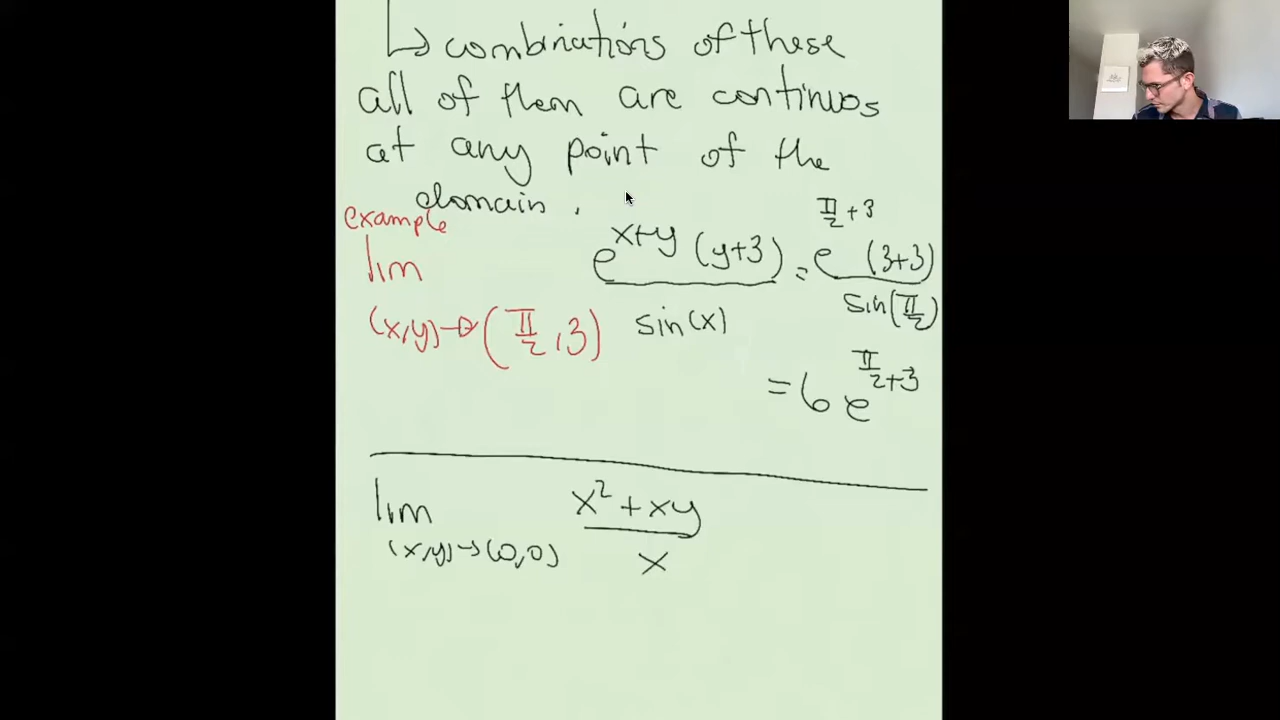 ↳ combinations of these
all of them are continuos
at any point of the
domain.
example
lim (x,y)→(π/2,3) e^(x+y) (y+3) / sin(x) = e^(π/2+3) (3+3) / sin(π/2)
= 6 e^(π/2+3)
lim (x,y)→(0,0) x² + xy / x